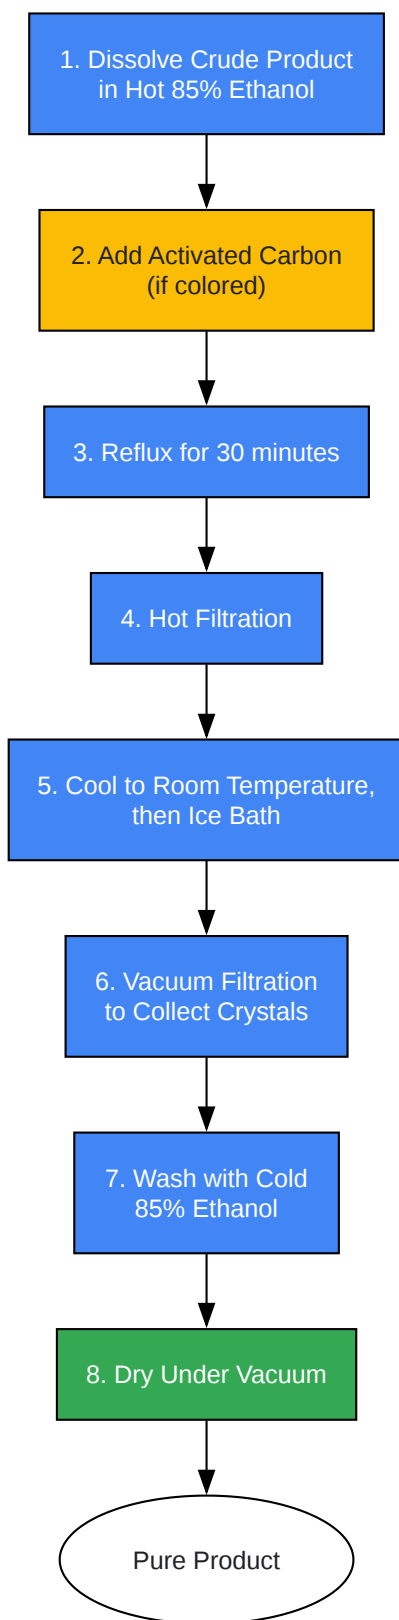 1. Dissolve Crude Product
in Hot 85% Ethanol
2. Add Activated Carbon
(if colored)
3. Reflux for 30 minutes
4. Hot Filtration
5. Cool to Room Temperature,
then Ice Bath
6. Vacuum Filtration
to Collect Crystals
7. Wash with Cold
85% Ethanol
8. Dry Under Vacuum
Pure Product